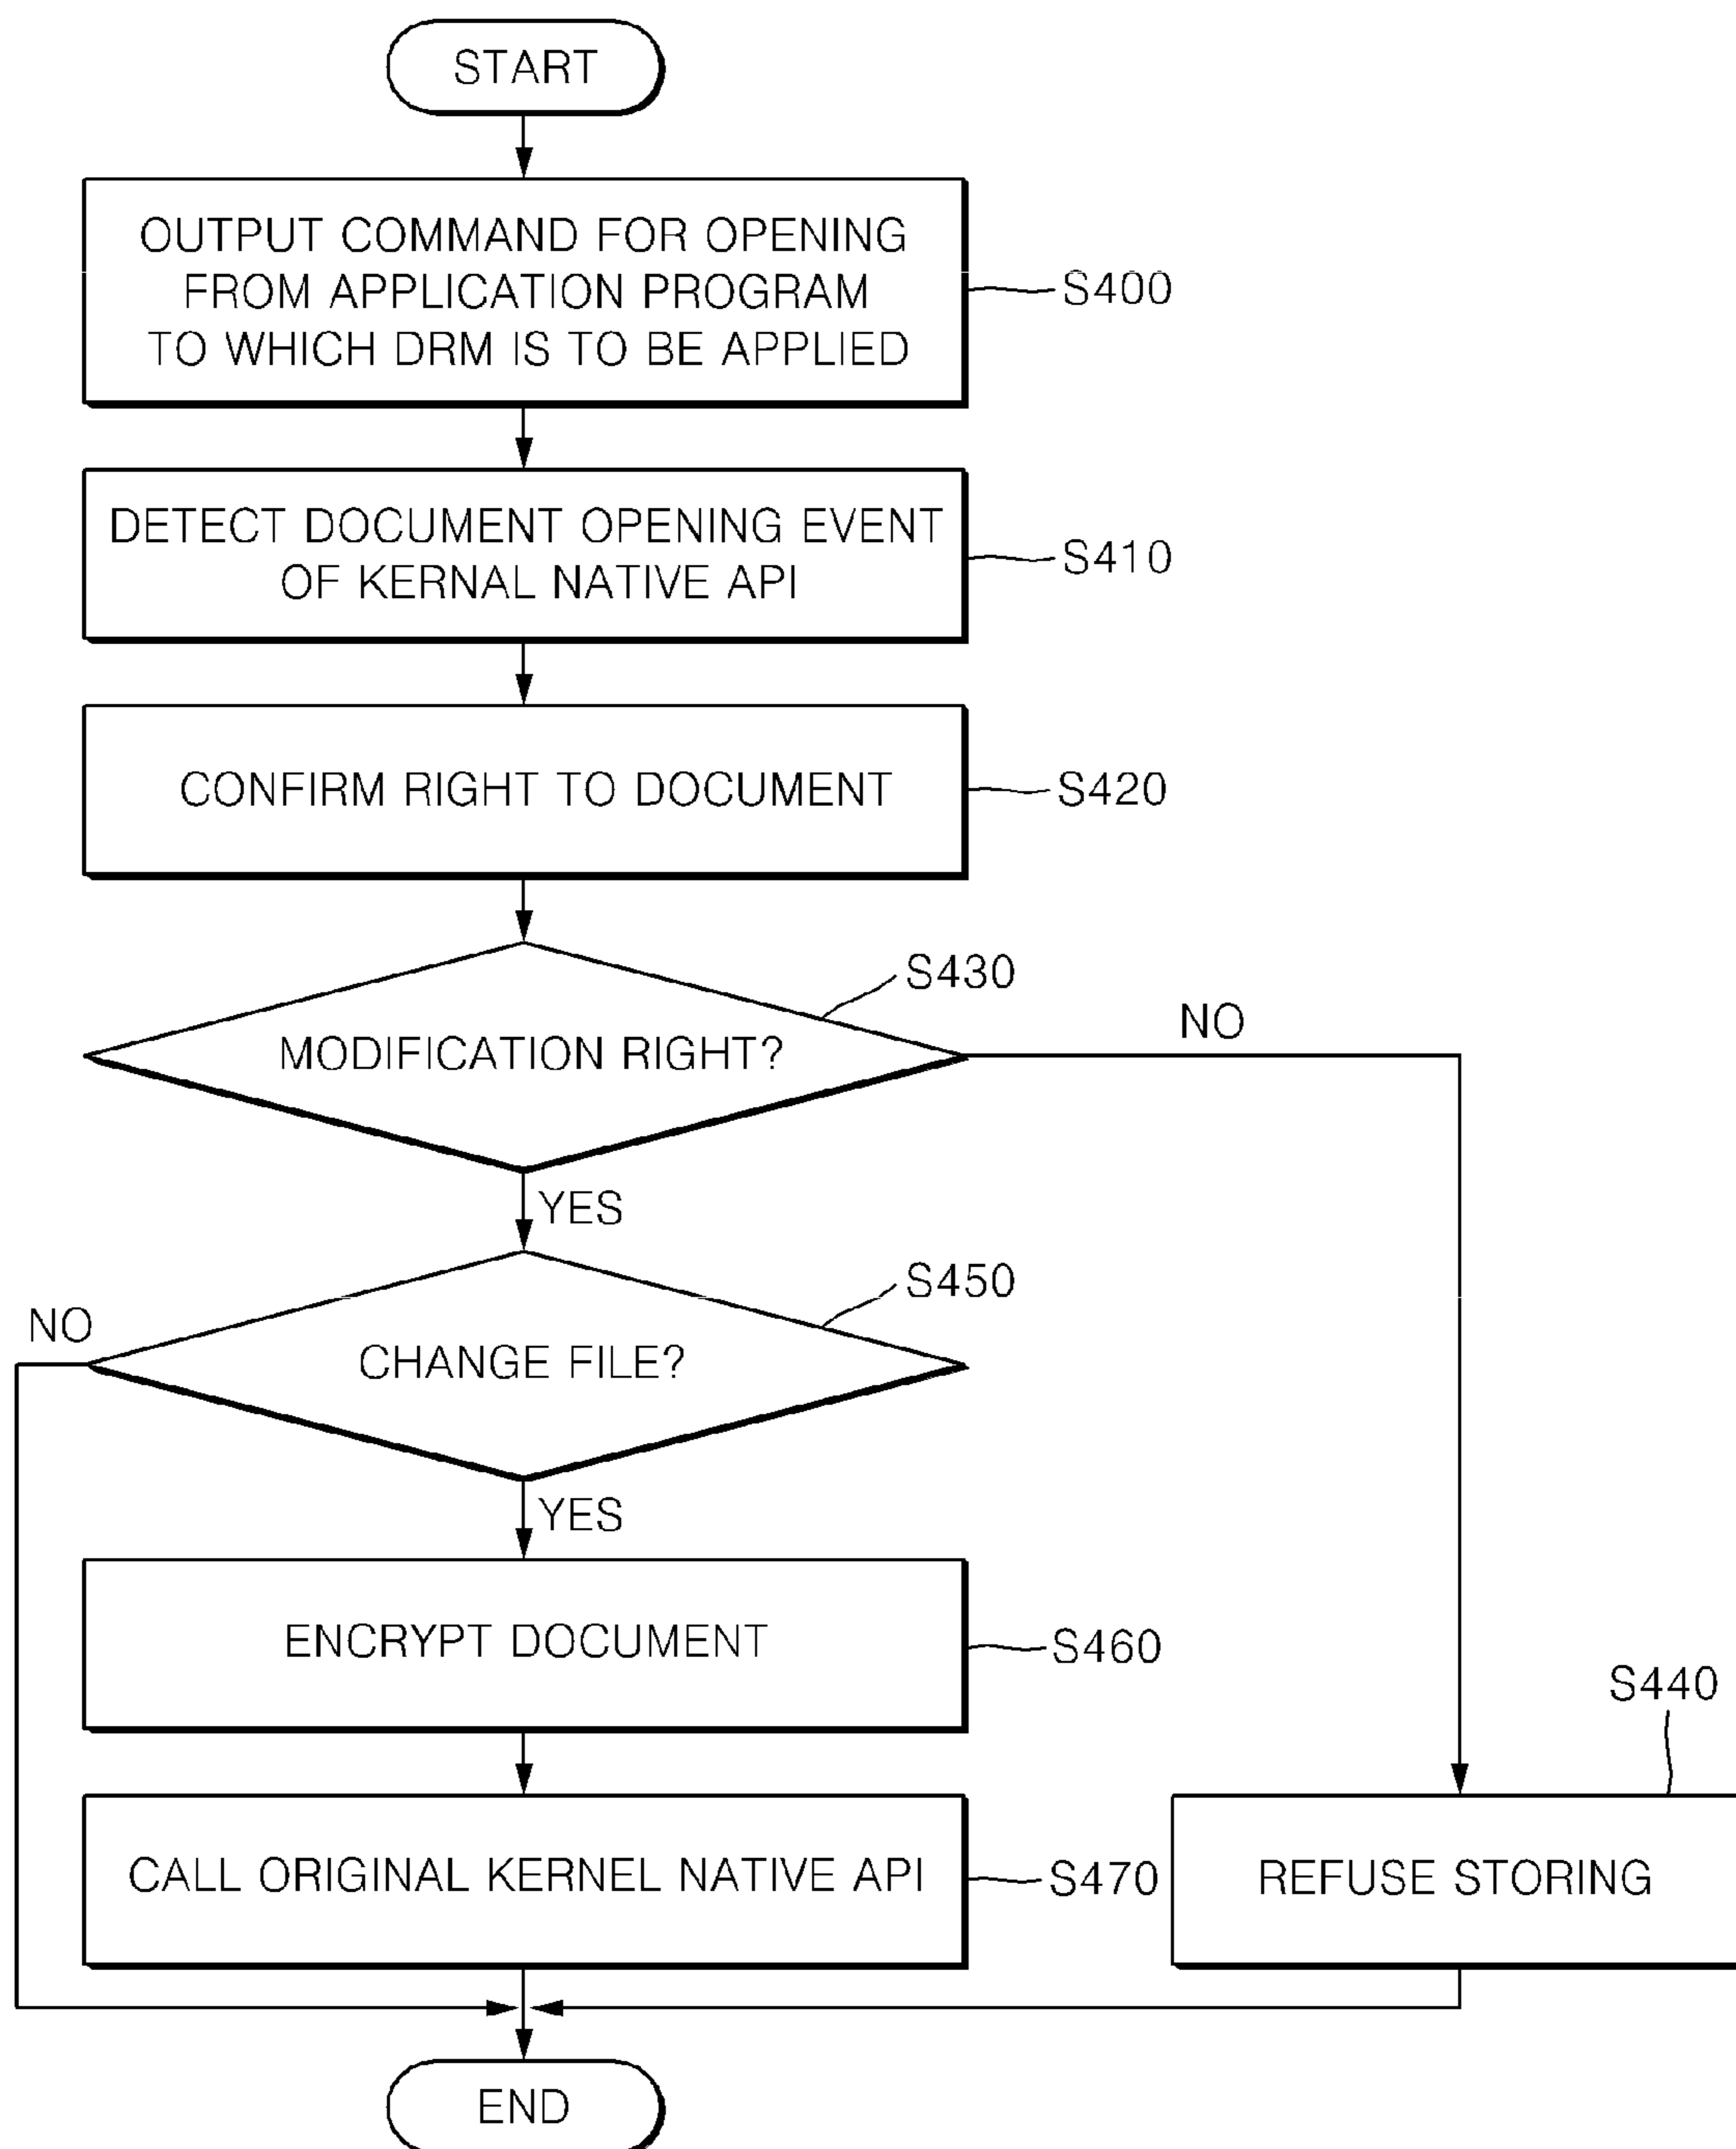 START
OUTPUT COMMAND FOR OPENING
FROM APPLICATION PROGRAM
TO WHICH DRM IS TO BE APPLIED
S400
DETECT DOCUMENT OPENING EVENT
OF KERNAL NATIVE API
S410
CONFIRM RIGHT TO DOCUMENT
S420
S430
MODIFICATION RIGHT?
NO
YES
S450
NO
CHANGE FILE?
YES
ENCRYPT DOCUMENT
S460
S440
CALL ORIGINAL KERNEL NATIVE API
S470
REFUSE STORING
END